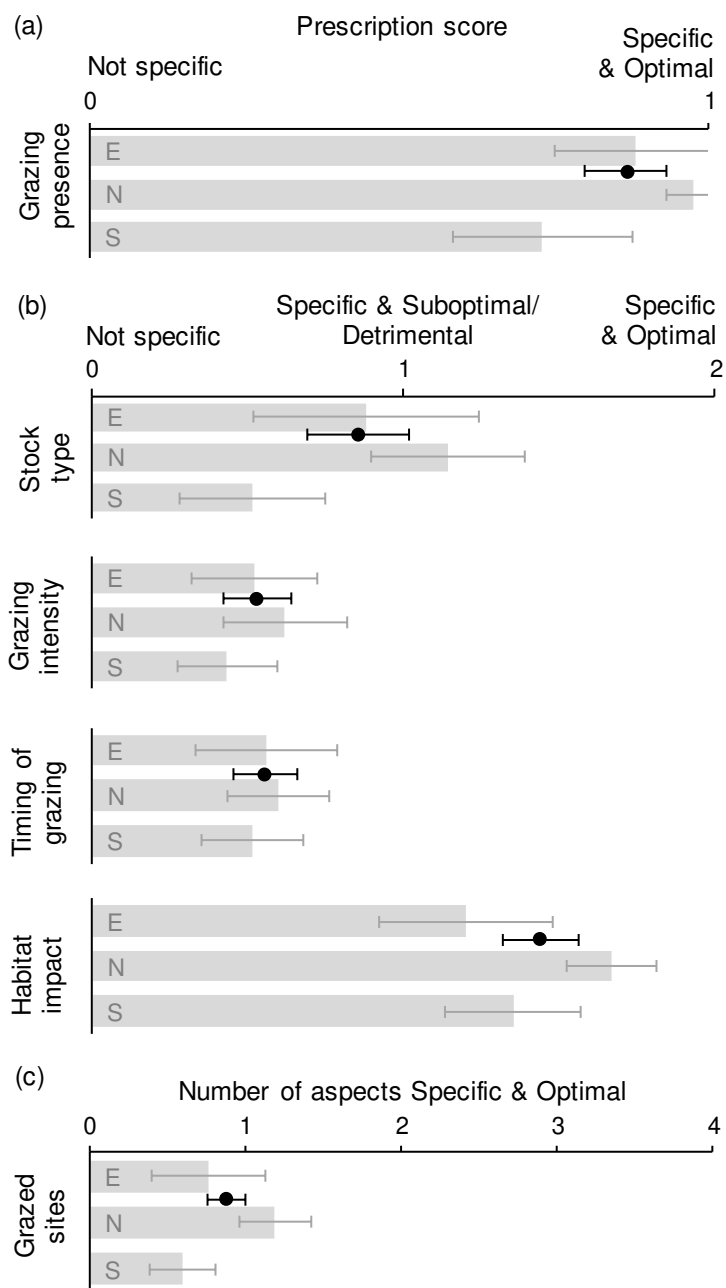 (a)
Prescription score
Not specific
Specific
& Optimal
0
1
Grazing
presence
E
N
S
(b)
Not specific
Specific & Suboptimal/
Detrimental
Specific
& Optimal
0
1
2
Stock
type
E
N
S
Grazing
intensity
E
N
S
Timing of
grazing
E
N
S
Habitat
impact
E
N
S
(c)
Number of aspects Specific & Optimal
0
1
2
3
4
Grazed
sites
E
N
S